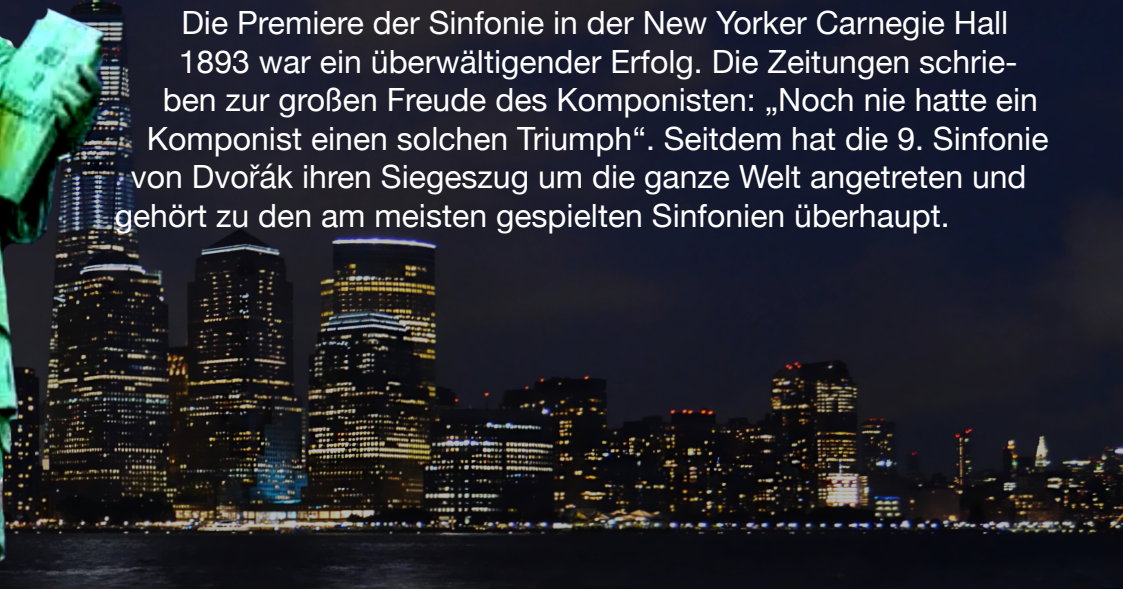 Die Premiere der Sinfonie in der New Yorker Carnegie Hall
1893 war ein überwältigender Erfolg. Die Zeitungen schrie-
ben zur großen Freude des Komponisten: „Noch nie hatte ein
Komponist einen solchen Triumph“. Seitdem hat die 9. Sinfonie
von Dvořák ihren Siegeszug um die ganze Welt angetreten und
gehört zu den am meisten gespielten Sinfonien überhaupt.